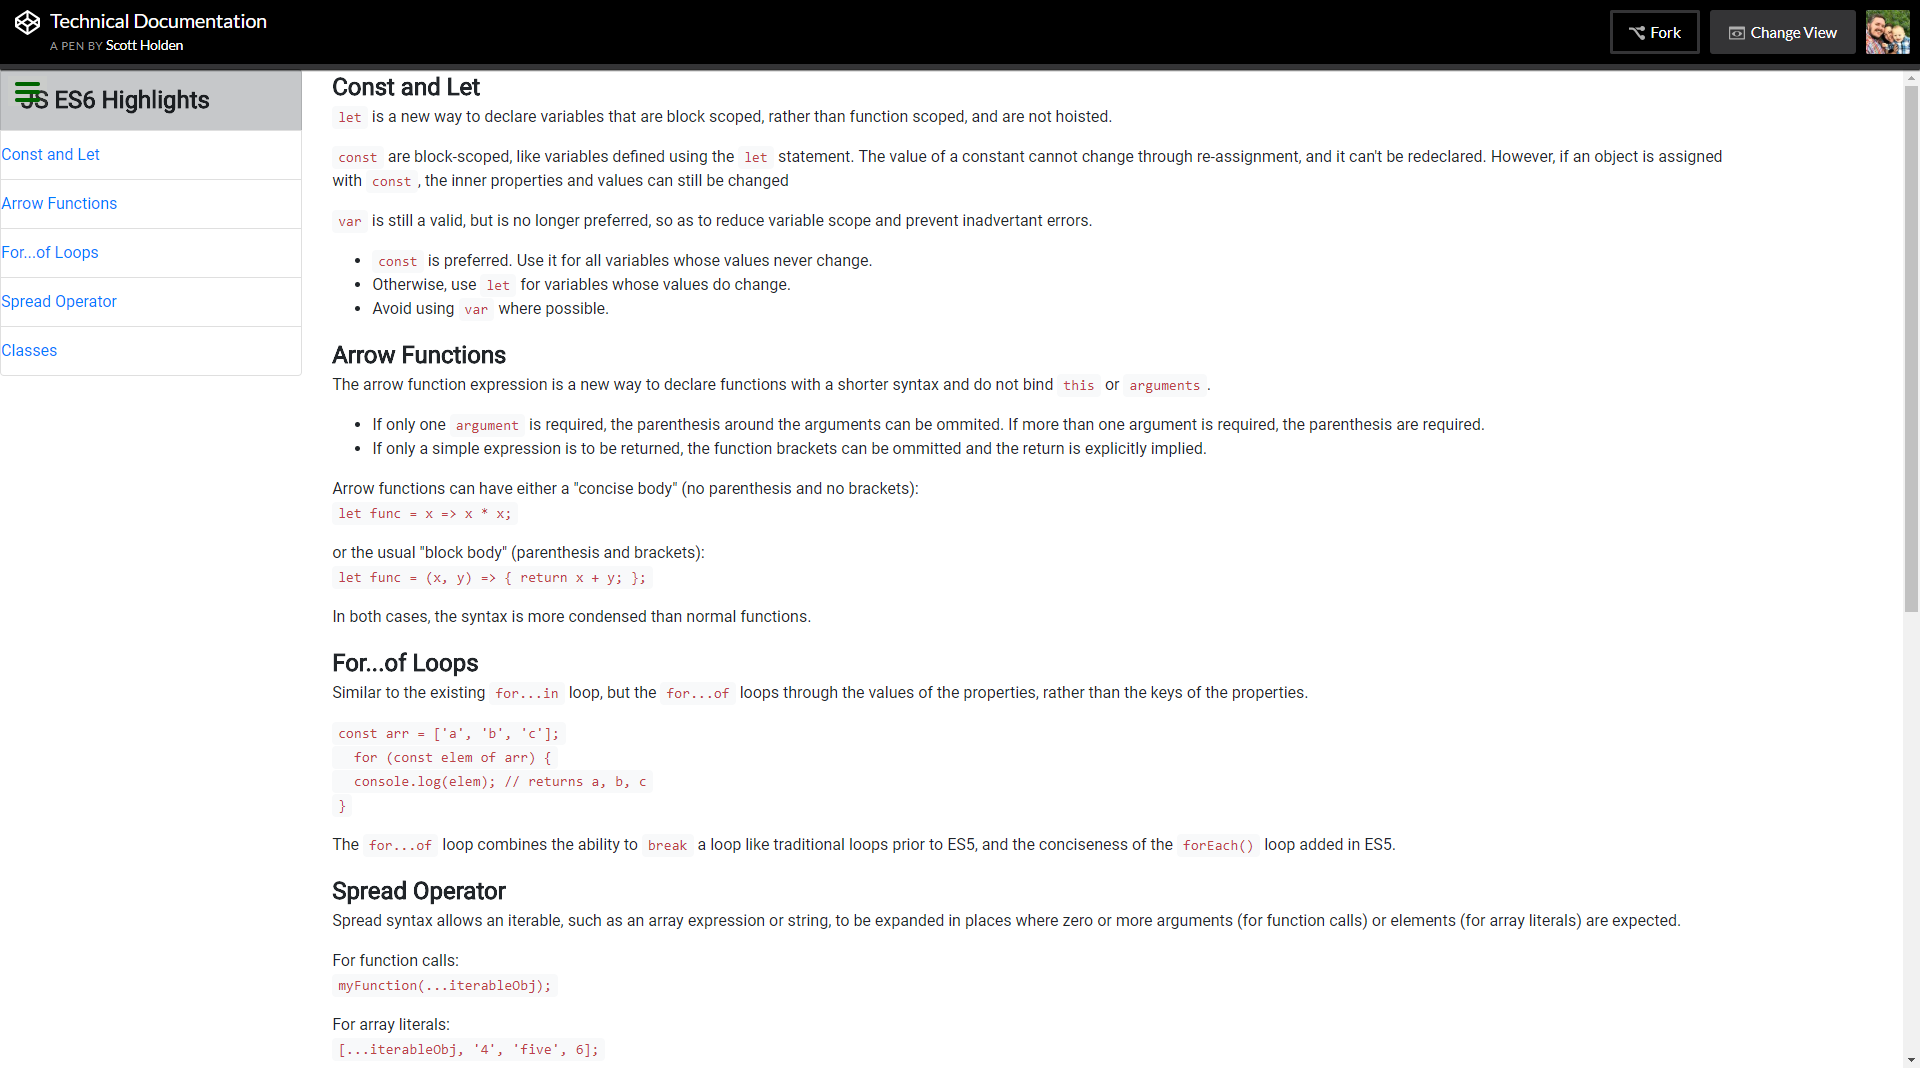 Technical Documentation
A PEN BY Scott Holden
Fork
Change View
JS ES6 Highlights
Const and Let
Arrow Functions
For...of Loops
Spread Operator
Classes
Const and Let
let is a new way to declare variables that are block scoped, rather than function scoped, and are not hoisted.
const are block-scoped, like variables defined using the let statement. The value of a constant cannot change through re-assignment, and it can't be redeclared. However, if an object is assigned
with const , the inner properties and values can still be changed
var is still a valid, but is no longer preferred, so as to reduce variable scope and prevent inadvertant errors.
• const is preferred. Use it for all variables whose values never change.
• Otherwise, use let for variables whose values do change.
• Avoid using var where possible.
Arrow Functions
The arrow function expression is a new way to declare functions with a shorter syntax and do not bind this or arguments .
• If only one argument is required, the parenthesis around the arguments can be ommited. If more than one argument is required, the parenthesis are required.
• If only a simple expression is to be returned, the function brackets can be ommitted and the return is explicitly implied.
Arrow functions can have either a "concise body" (no parenthesis and no brackets):
let func = x => x * x;
or the usual "block body" (parenthesis and brackets):
let func = (x, y) => { return x + y; };
In both cases, the syntax is more condensed than normal functions.
For...of Loops
Similar to the existing for...in loop, but the for...of loops through the values of the properties, rather than the keys of the properties.
const arr = ['a', 'b', 'c'];
for (const elem of arr) {
console.log(elem); // returns a, b, c
}
The for...of loop combines the ability to break a loop like traditional loops prior to ES5, and the conciseness of the forEach() loop added in ES5.
Spread Operator
Spread syntax allows an iterable, such as an array expression or string, to be expanded in places where zero or more arguments (for function calls) or elements (for array literals) are expected.
For function calls:
myFunction(...iterableObj);
For array literals:
[...iterableObj, '4', 'five', 6];